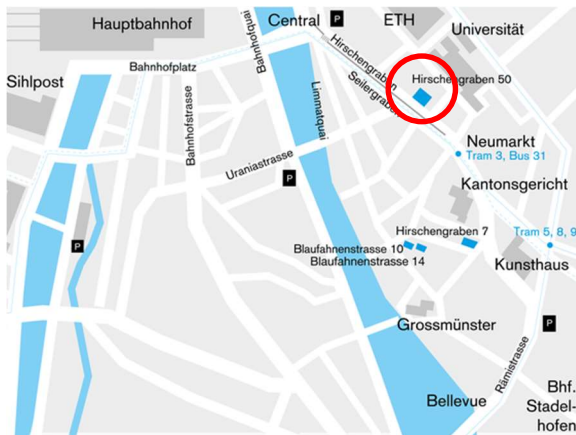 Hauptbahnhof
Central
P
ETH
Universität
Bahnhofquai
Hirschengraben
Seilergraben
Hirschengraben 50
Sihlpost
Bahnhofplatz
Limmatquai
Bahnhofstrasse
Neumarkt
Tram 3, Bus 31
Uraniastrasse
P
Kantonsgericht
P
Hirschengraben 7
Tram 5, 8, 9
Blaufahnenstrasse 10
Blaufahnenstrasse 14
Kunsthaus
Grossmünster
P
Rämistrasse
Bellevue
Bhf.
Stadel-
hofen